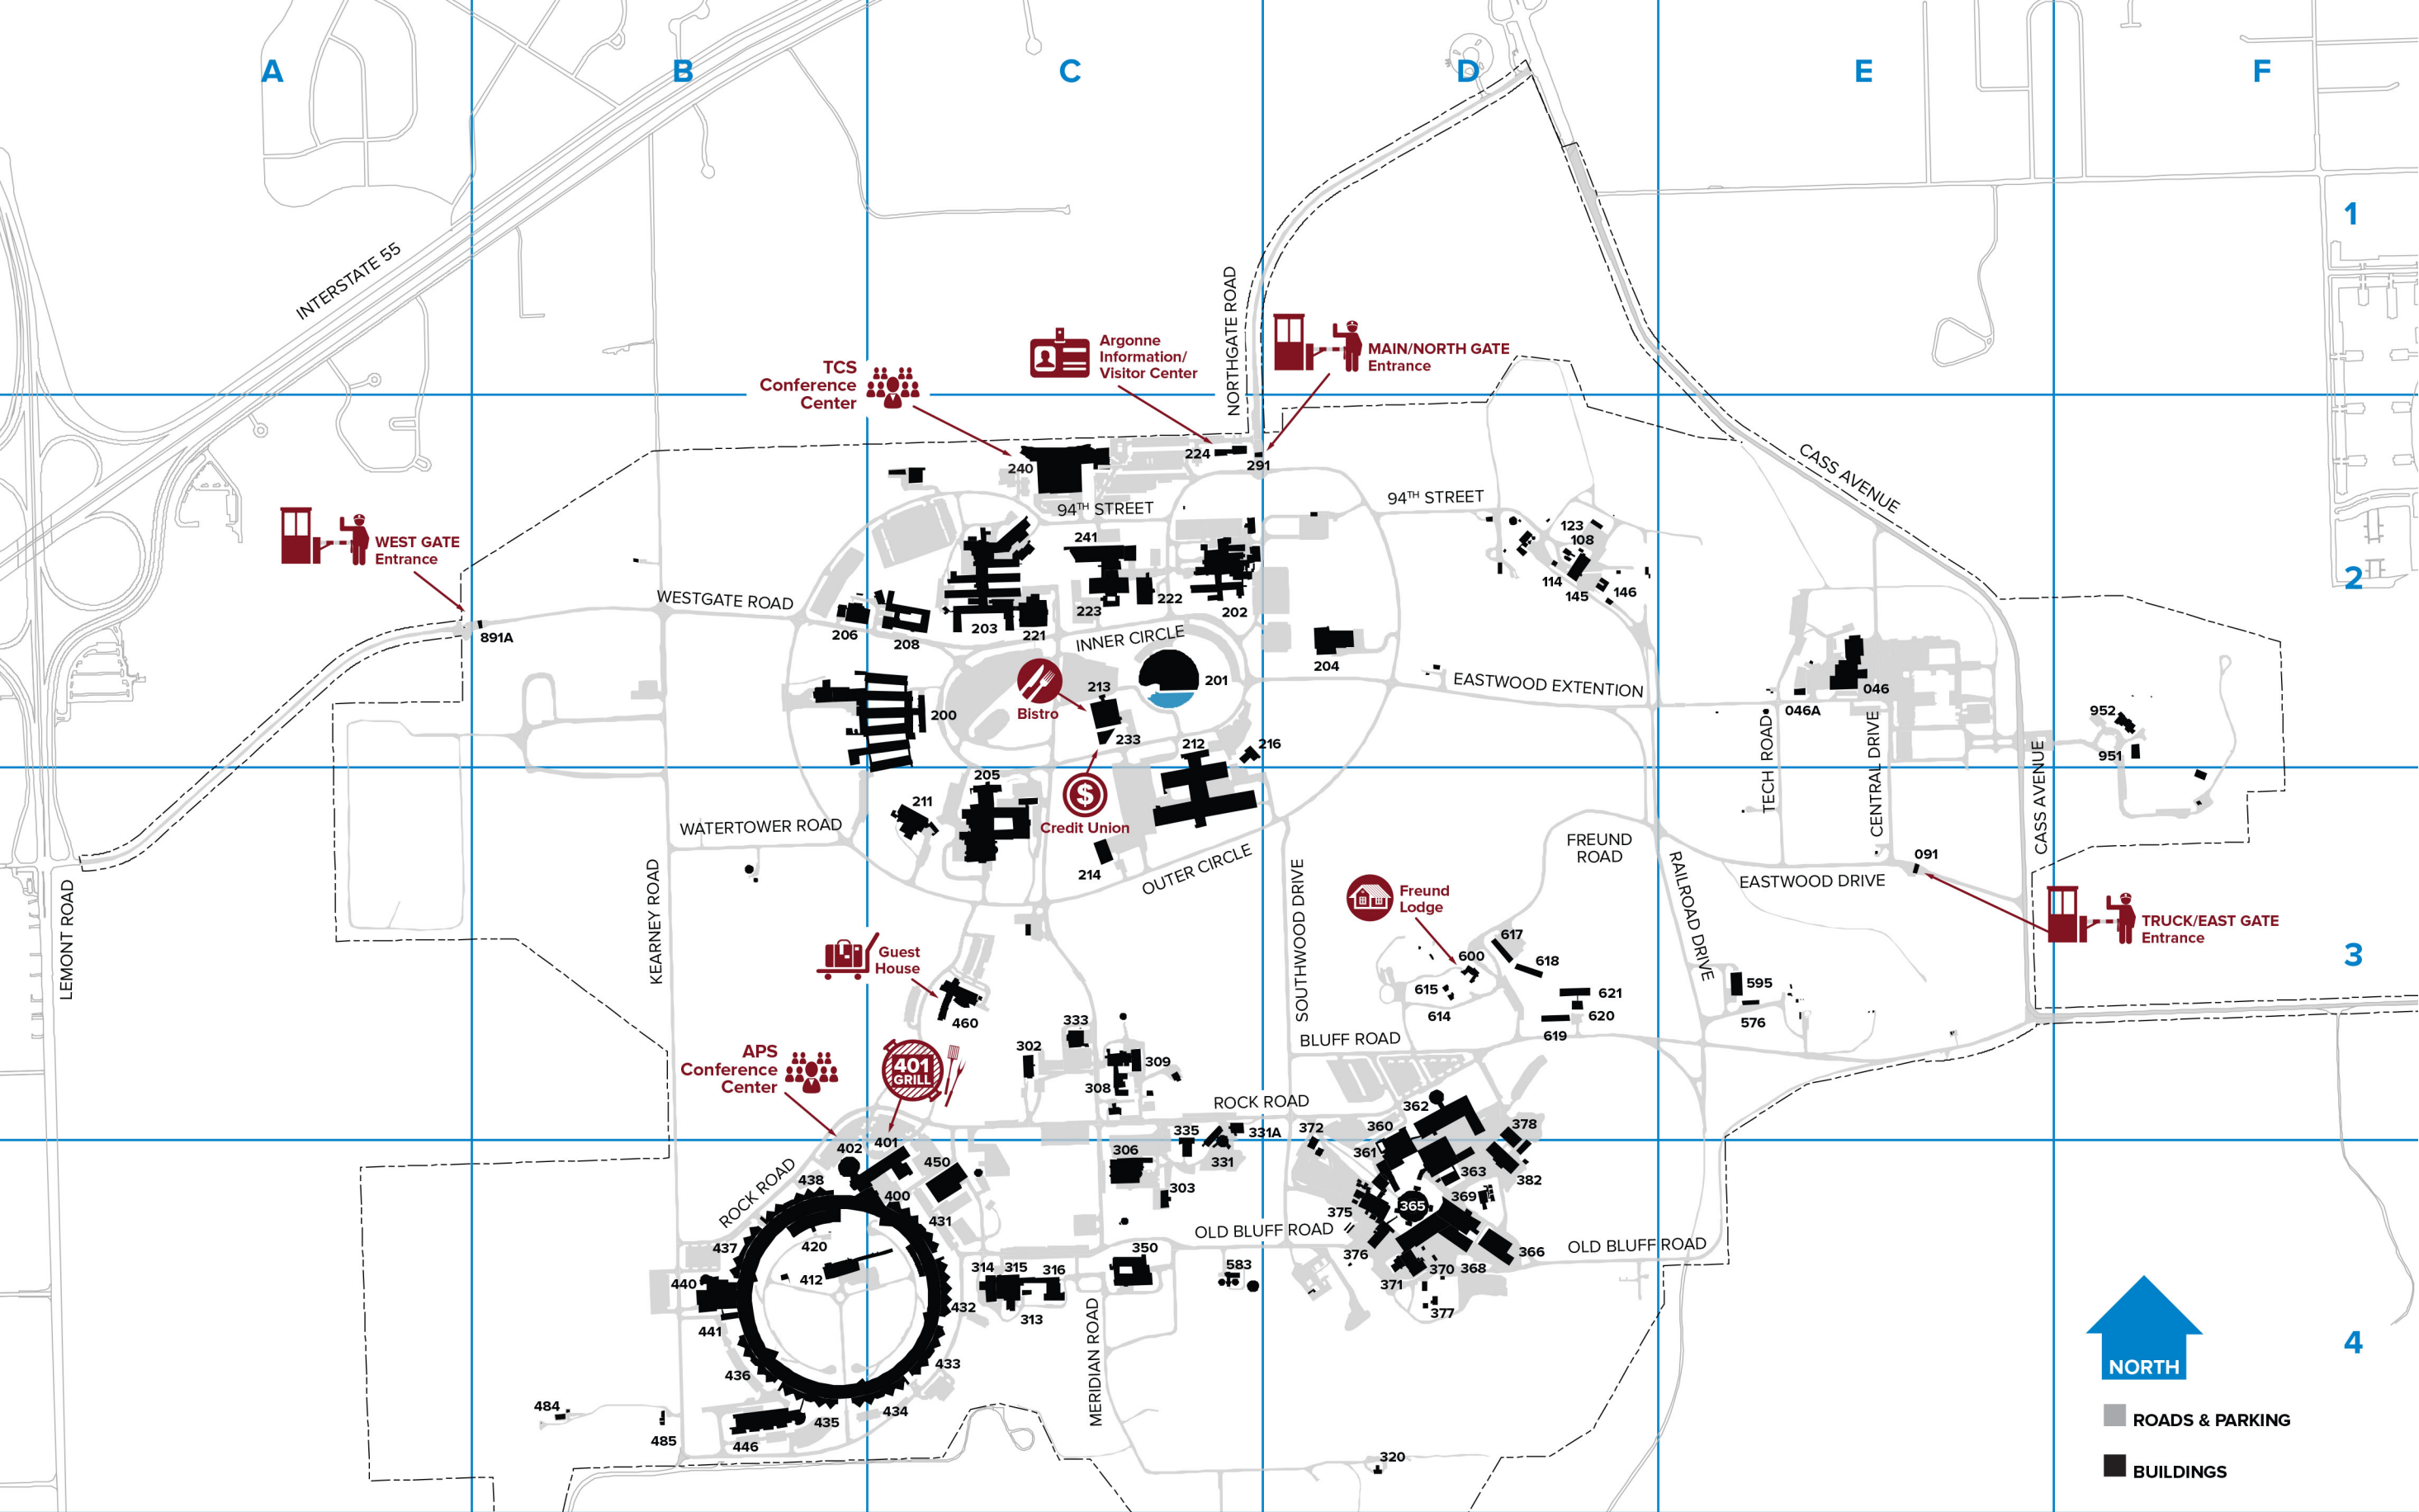 A
B
C
D
E
F
1
INTERSTATE 55
NORTHGATE ROAD
Argonne
Information/
Visitor Center
MAIN/NORTH GATE
Entrance
TCS
Conference
Center
240
224
291
94TH STREET
94TH STREET
CASS AVENUE
WEST GATE
Entrance
891A
WESTGATE ROAD
241
123
108
114
145
146
2
206
208
203
221
223
222
202
INNER CIRCLE
204
201
213
Bistro
200
233
212
216
EASTWOOD EXTENTION
046
046A
952
951
TECH ROAD
CENTRAL DRIVE
CASS AVENUE
205
211
Credit Union
$
214
WATERTOWER ROAD
OUTER CIRCLE
KEARNEY ROAD
LEMONT ROAD
SOUTHWOOD DRIVE
FREUND
ROAD
RAILROAD DRIVE
EASTWOOD DRIVE
091
TRUCK/EAST GATE
Entrance
Freund
Lodge
617
600
618
615
614
621
620
619
595
576
3
Guest
House
460
333
302
309
308
BLUFF ROAD
APS
Conference
Center
401
GRILL
ROCK ROAD
362
360
361
372
378
363
382
335
331A
331
306
303
402
401
450
438
400
431
ROCK ROAD
437
420
412
440
441
432
433
436
434
435
446
484
485
375
365
369
376
366
370
368
371
377
OLD BLUFF ROAD
OLD BLUFF ROAD
350
583
314
315
316
313
MERIDIAN ROAD
320
4
NORTH
ROADS & PARKING
BUILDINGS